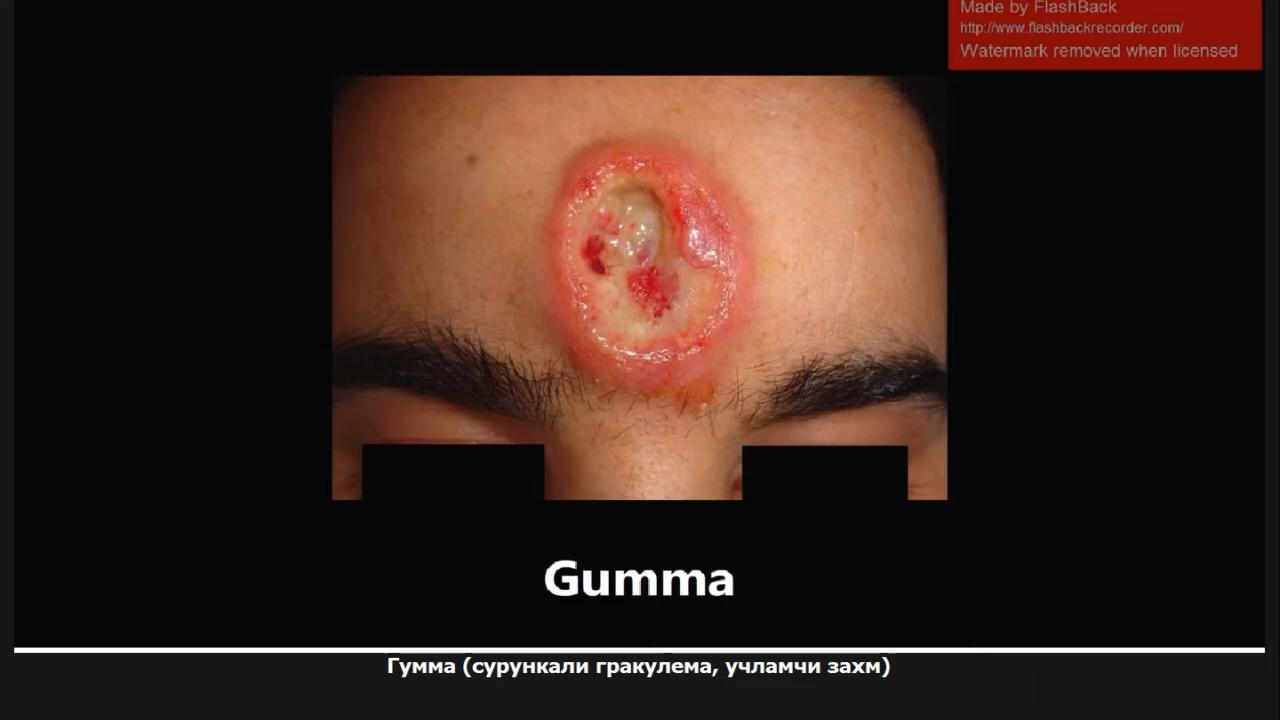 Made by FlashBack
http://www.flashbackrecorder.com/
Watermark removed when licensed
Gumma
Гумма (сурункали гракулема, учламчи захм)